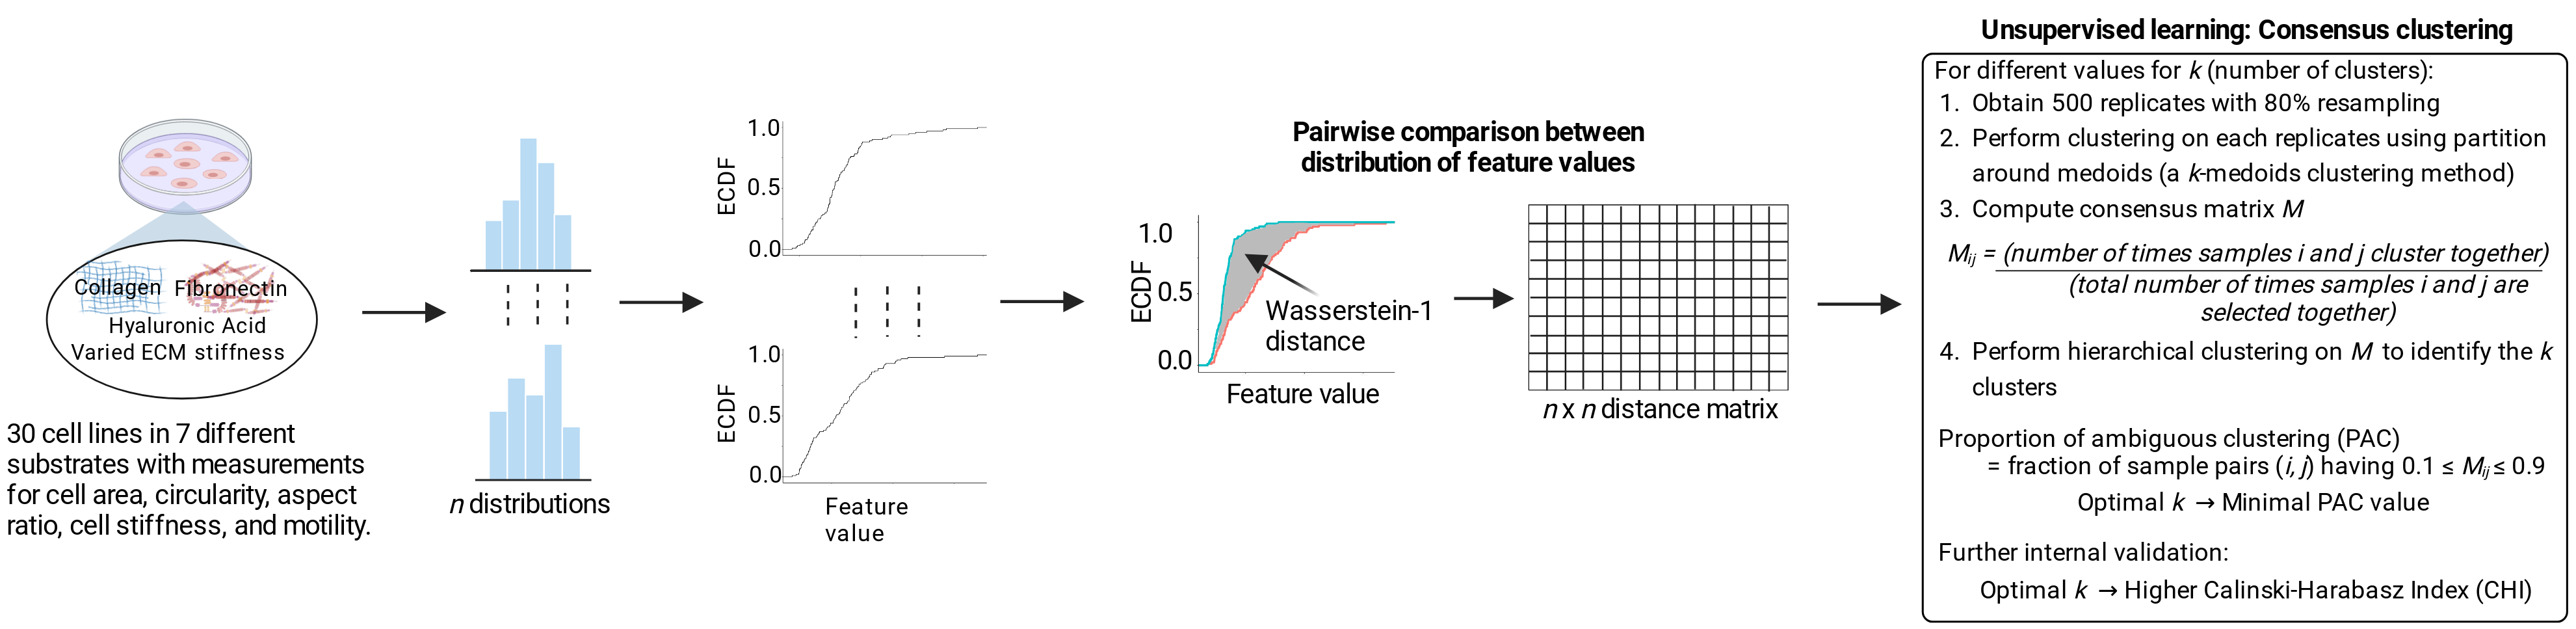 Collagen Fibronectin
Hyaluronic Acid
Varied ECM stiffness
30 cell lines in 7 different
substrates with measurements
for cell area, circularity, aspect
ratio, cell stiffness, and motility.
n distributions
1.0
0.5
0.0
ECDF
1.0
0.5
0.0
ECDF
Feature
value
Pairwise comparison between
distribution of feature values
1.0
0.5
0.0
ECDF
Wasserstein-1
distance
Feature value
n x n distance matrix
Unsupervised learning: Consensus clustering
For different values for k (number of clusters):
1. Obtain 500 replicates with 80% resampling
2. Perform clustering on each replicates using partition
around medoids (a k-medoids clustering method)
3. Compute consensus matrix M
Mij = (number of times samples i and j cluster together)
(total number of times samples i and j are
selected together)
4. Perform hierarchical clustering on M to identify the k
clusters
Proportion of ambiguous clustering (PAC)
= fraction of sample pairs (i, j) having 0.1 ≤ Mij ≤ 0.9
Optimal k → Minimal PAC value
Further internal validation:
Optimal k → Higher Calinski-Harabasz Index (CHI)